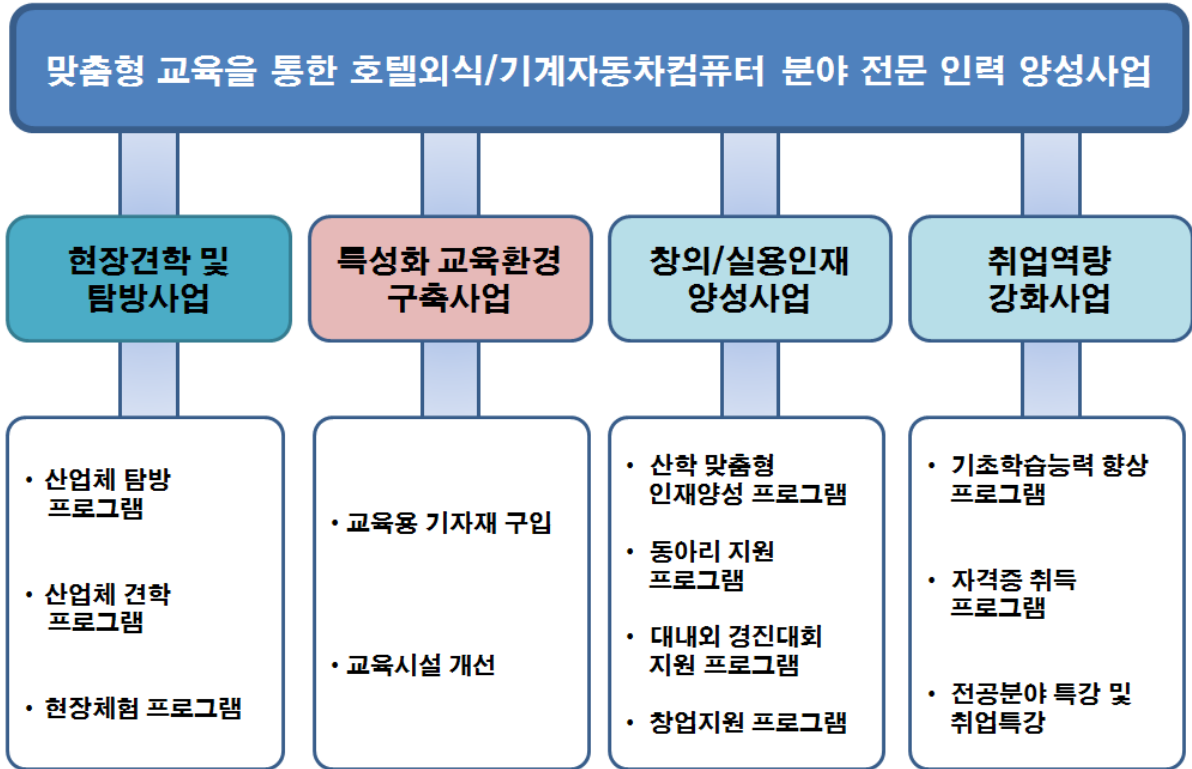 맞춤형 교육을 통한 호텔외식/기계자동차컴퓨터 분야 전문 인력 양성사업
현장견학 및
탐방사업
특성화 교육환경
구축사업
창의/실용인재
양성사업
취업역량
강화사업
• 산업체 탐방
프로그램
• 산업체 견학
프로그램
• 현장체험 프로그램
• 교육용 기자재 구입
• 교육시설 개선
• 산학 맞춤형
인재양성 프로그램
• 동아리 지원
프로그램
• 대내외 경진대회
지원 프로그램
• 창업지원 프로그램
• 기초학습능력 향상
프로그램
• 자격증 취득
프로그램
• 전공분야 특강 및
취업특강